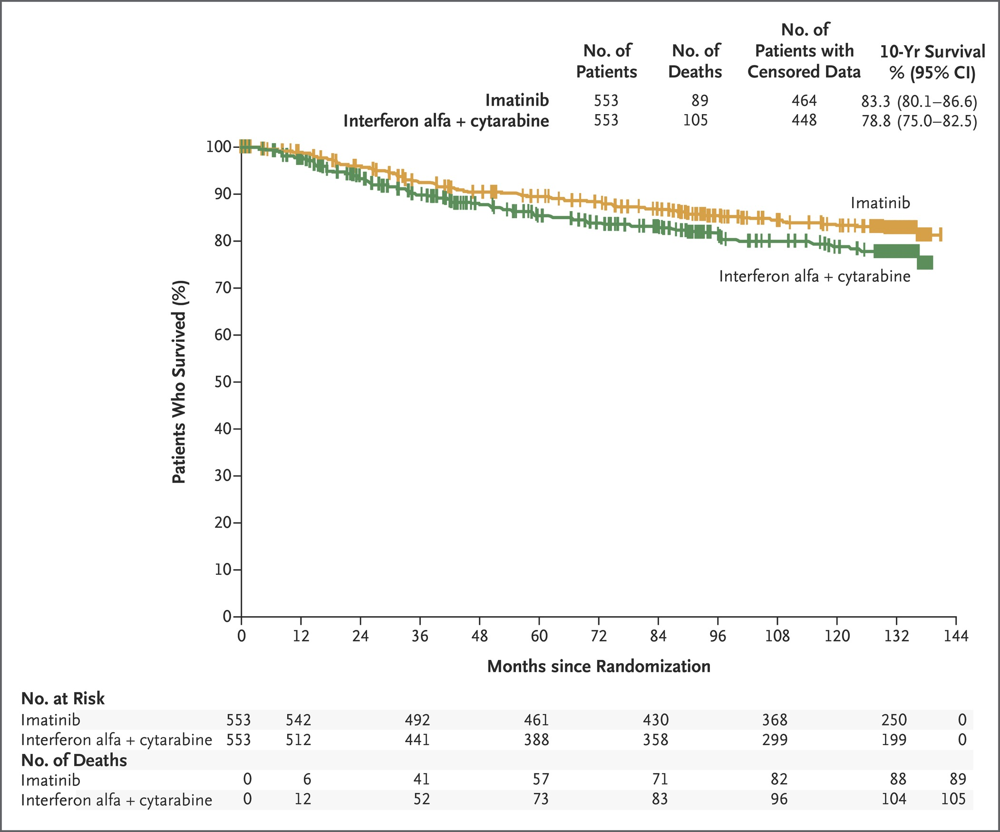 No. of
No. of No. of Patients with 10-Yr Survival
Patients Deaths Censored Data % (95% CI)
Imatinib 553 89 464 83.3 (80.1–86.6)
Interferon alfa + cytarabine 553 105 448 78.8 (75.0–82.5)
100
90
80
70
60
50
40
30
20
10
0
Patients Who Survived (%)
Imatinib
Interferon alfa + cytarabine
0 12 24 36 48 60 72 84 96 108 120 132 144
Months since Randomization
No. at Risk
Imatinib 553 542 492 461 430 368 250 0
Interferon alfa + cytarabine 553 512 441 388 358 299 199 0
No. of Deaths
Imatinib 0 6 41 57 71 82 88 89
Interferon alfa + cytarabine 0 12 52 73 83 96 104 105